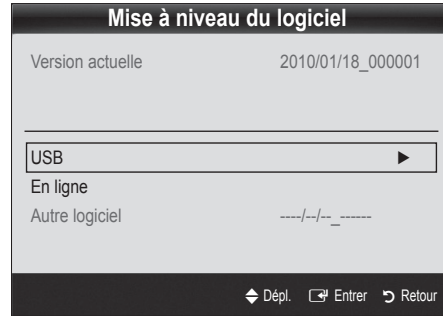 Mise à niveau du logiciel
Version actuelle 2010/01/18_000001
USB ►
En ligne
Autre logiciel ----/--/--_------
Dépl. Entrer Retour